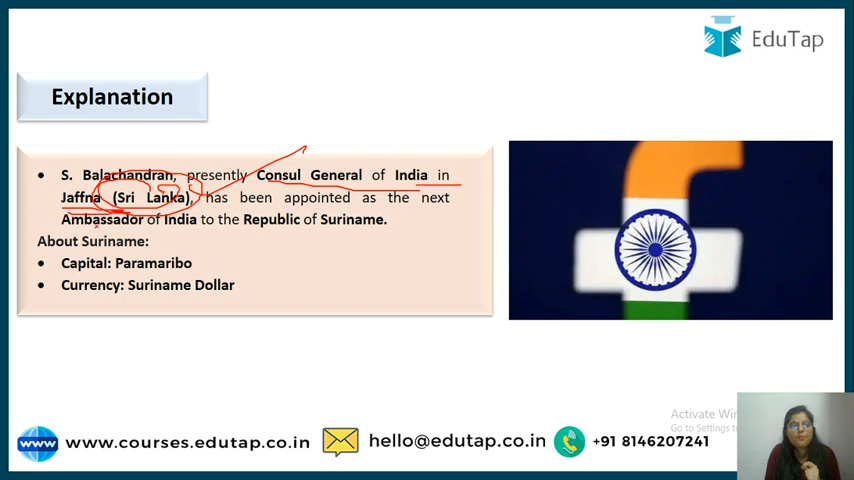 EduTap
Explanation
• S. Balachandran, presently Consul General of India in
Jaffna (Sri Lanka), has been appointed as the next
Ambassador of India to the Republic of Suriname.
About Suriname:
• Capital: Paramaribo
• Currency: Suriname Dollar
Activate Win
Go to Settings to
www
www.courses.edutap.co.in
hello@edutap.co.in
+91 8146207241